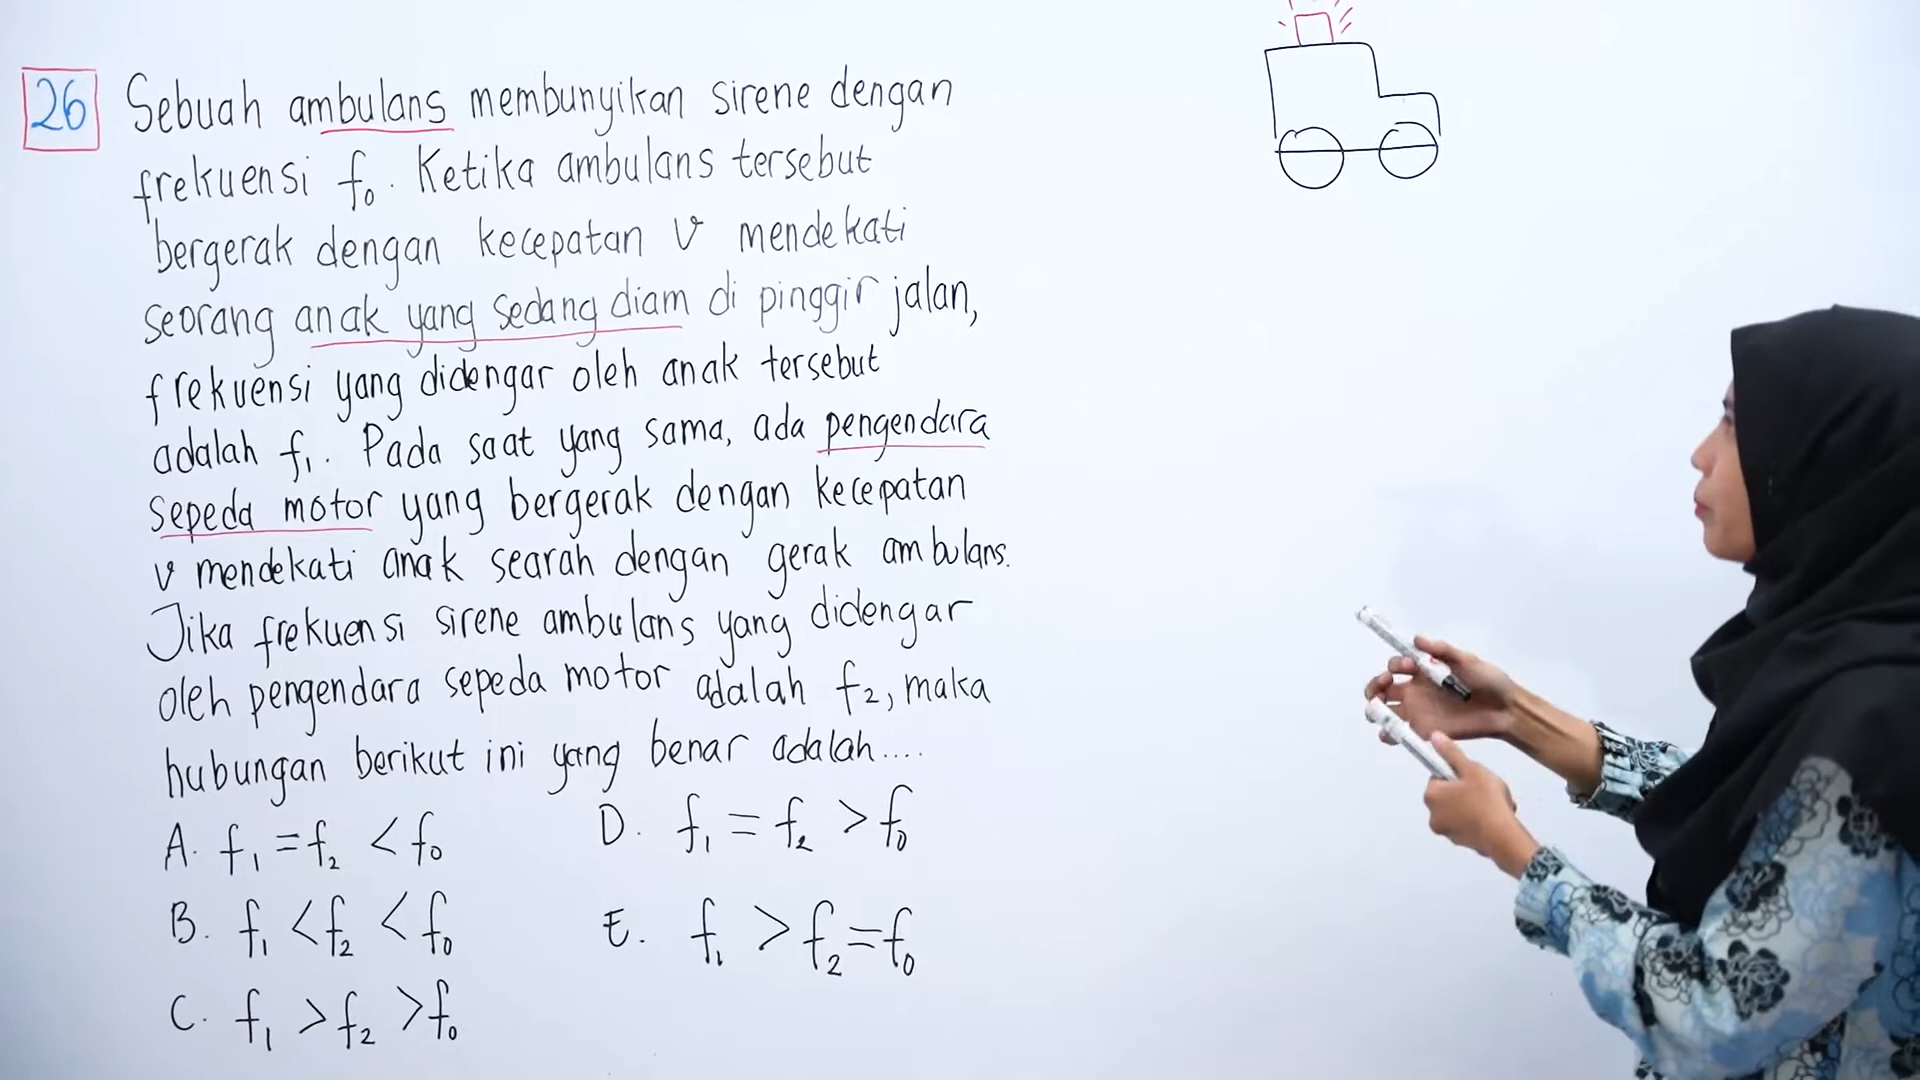 26 Sebuah ambulans membunyikan sirene dengan
frekuensi f₀. Ketika ambulans tersebut
bergerak dengan kecepatan v mendekati
seorang anak yang sedang diam di pinggir jalan,
frekuensi yang didengar oleh anak tersebut
adalah f₁. Pada saat yang sama, ada pengendara
sepeda motor yang bergerak dengan kecepatan
v mendekati anak searah dengan gerak ambulans.
Jika frekuensi sirene ambulans yang didengar
oleh pengendara sepeda motor adalah f₂, maka
hubungan berikut ini yang benar adalah....
A. f₁ = f₂ < f₀
B. f₁ < f₂ < f₀
C. f₁ > f₂ > f₀
D. f₁ = f₂ > f₀
E. f₁ > f₂ = f₀